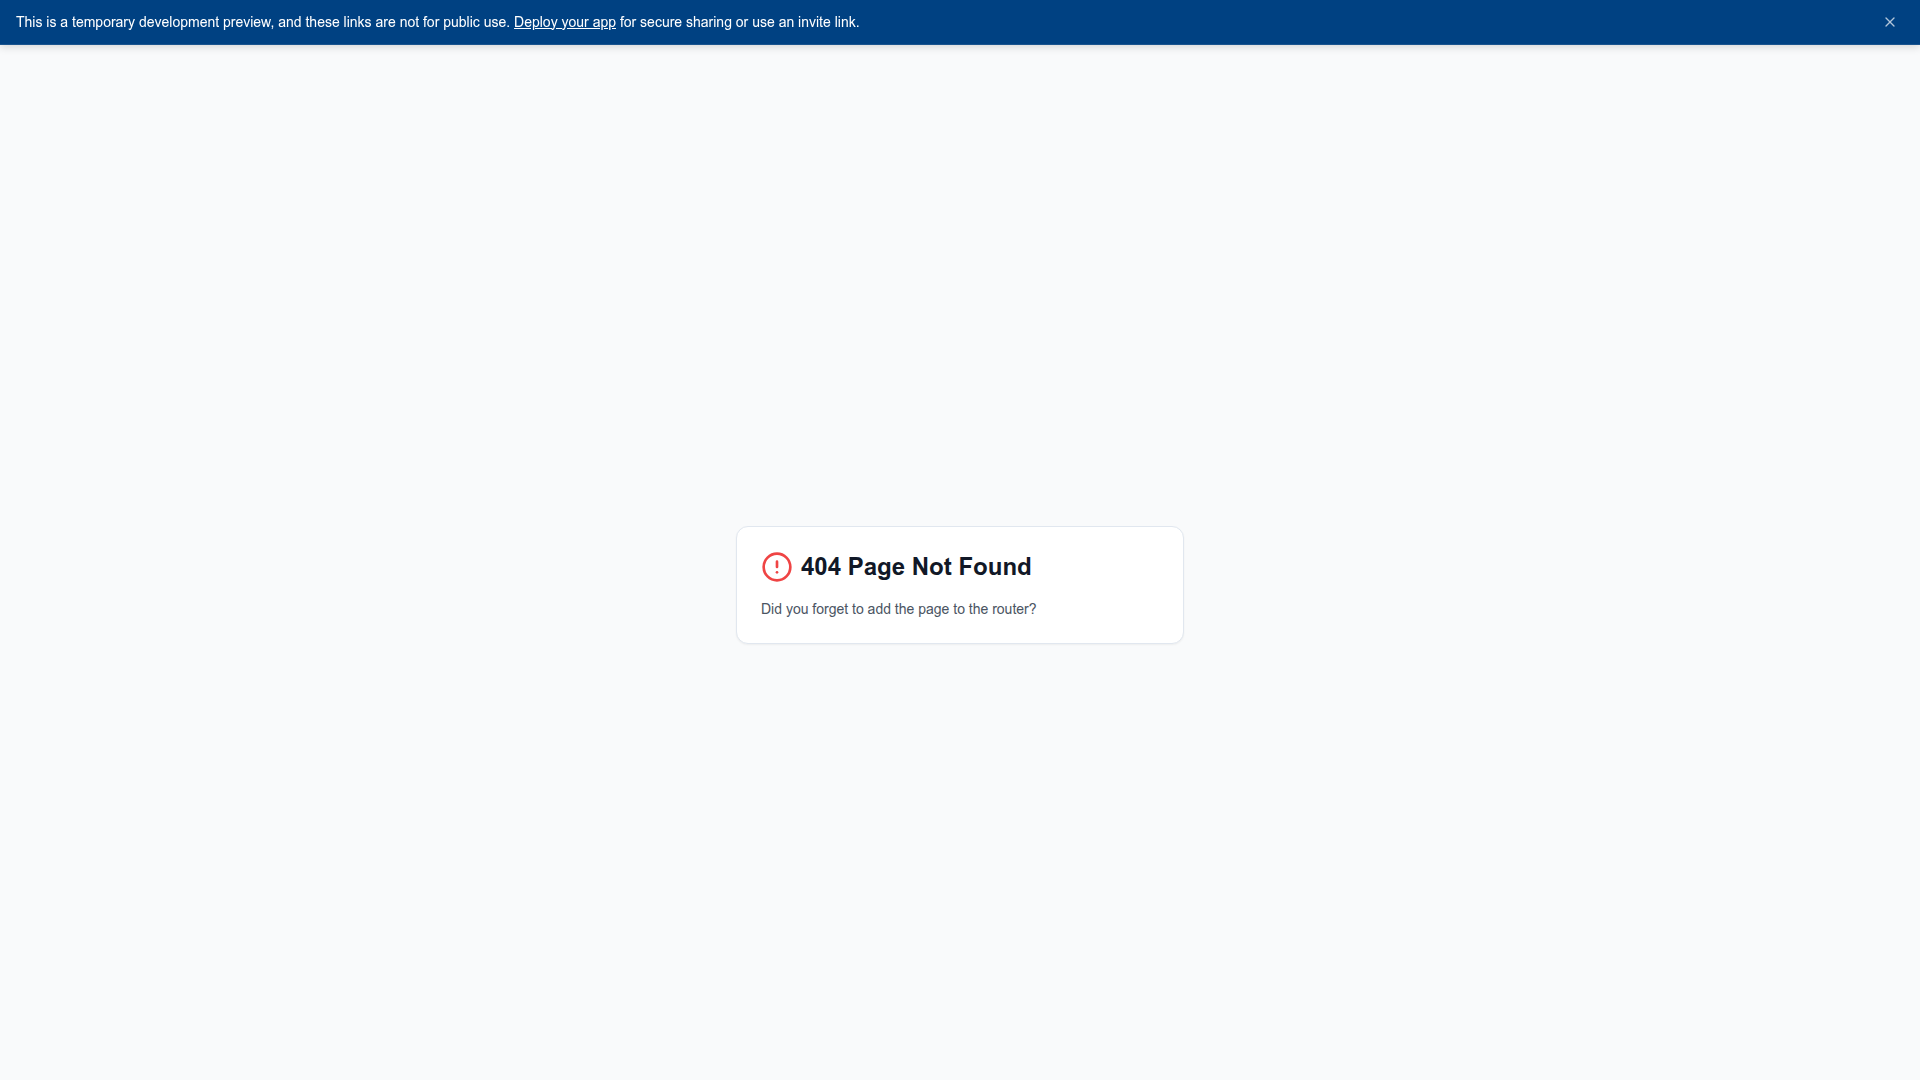 This is a temporary development preview, and these links are not for public use. Deploy your app for secure sharing or use an invite link.
404 Page Not Found
Did you forget to add the page to the router?